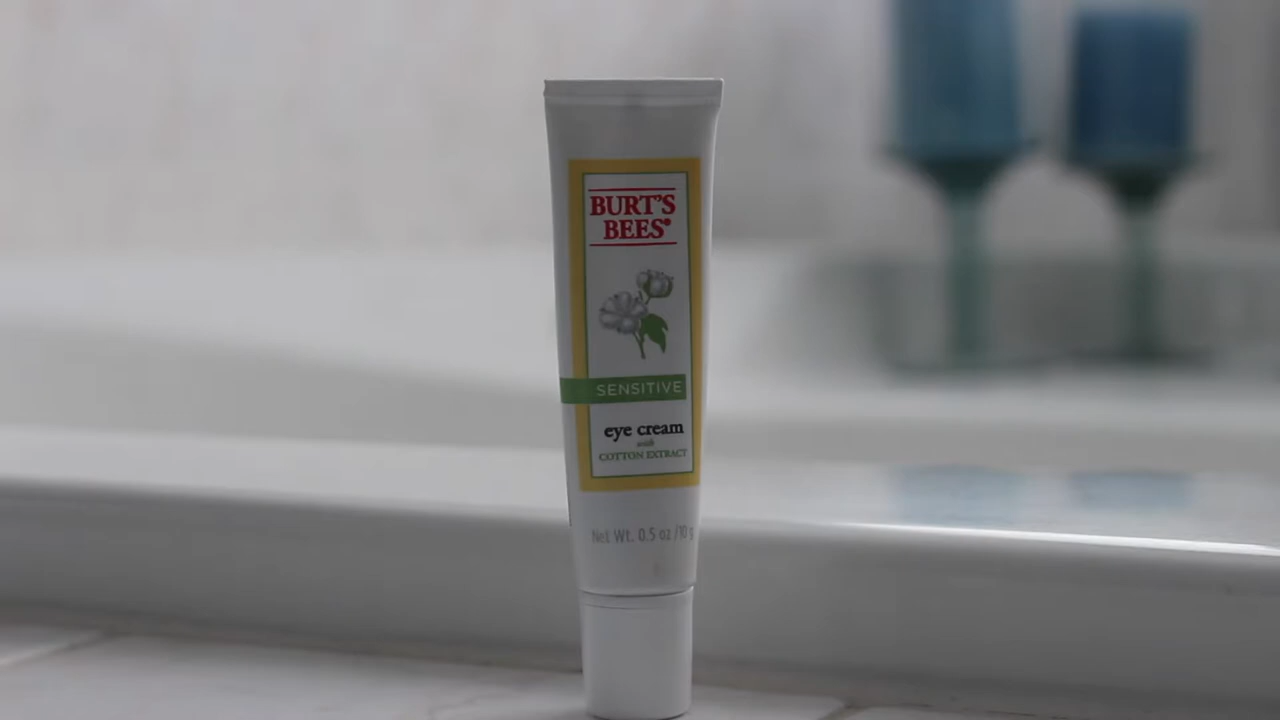 BURT'S
BEES
SENSITIVE
eye cream
with
COTTON EXTRACT
Net Wt. 0.5 oz /10 g